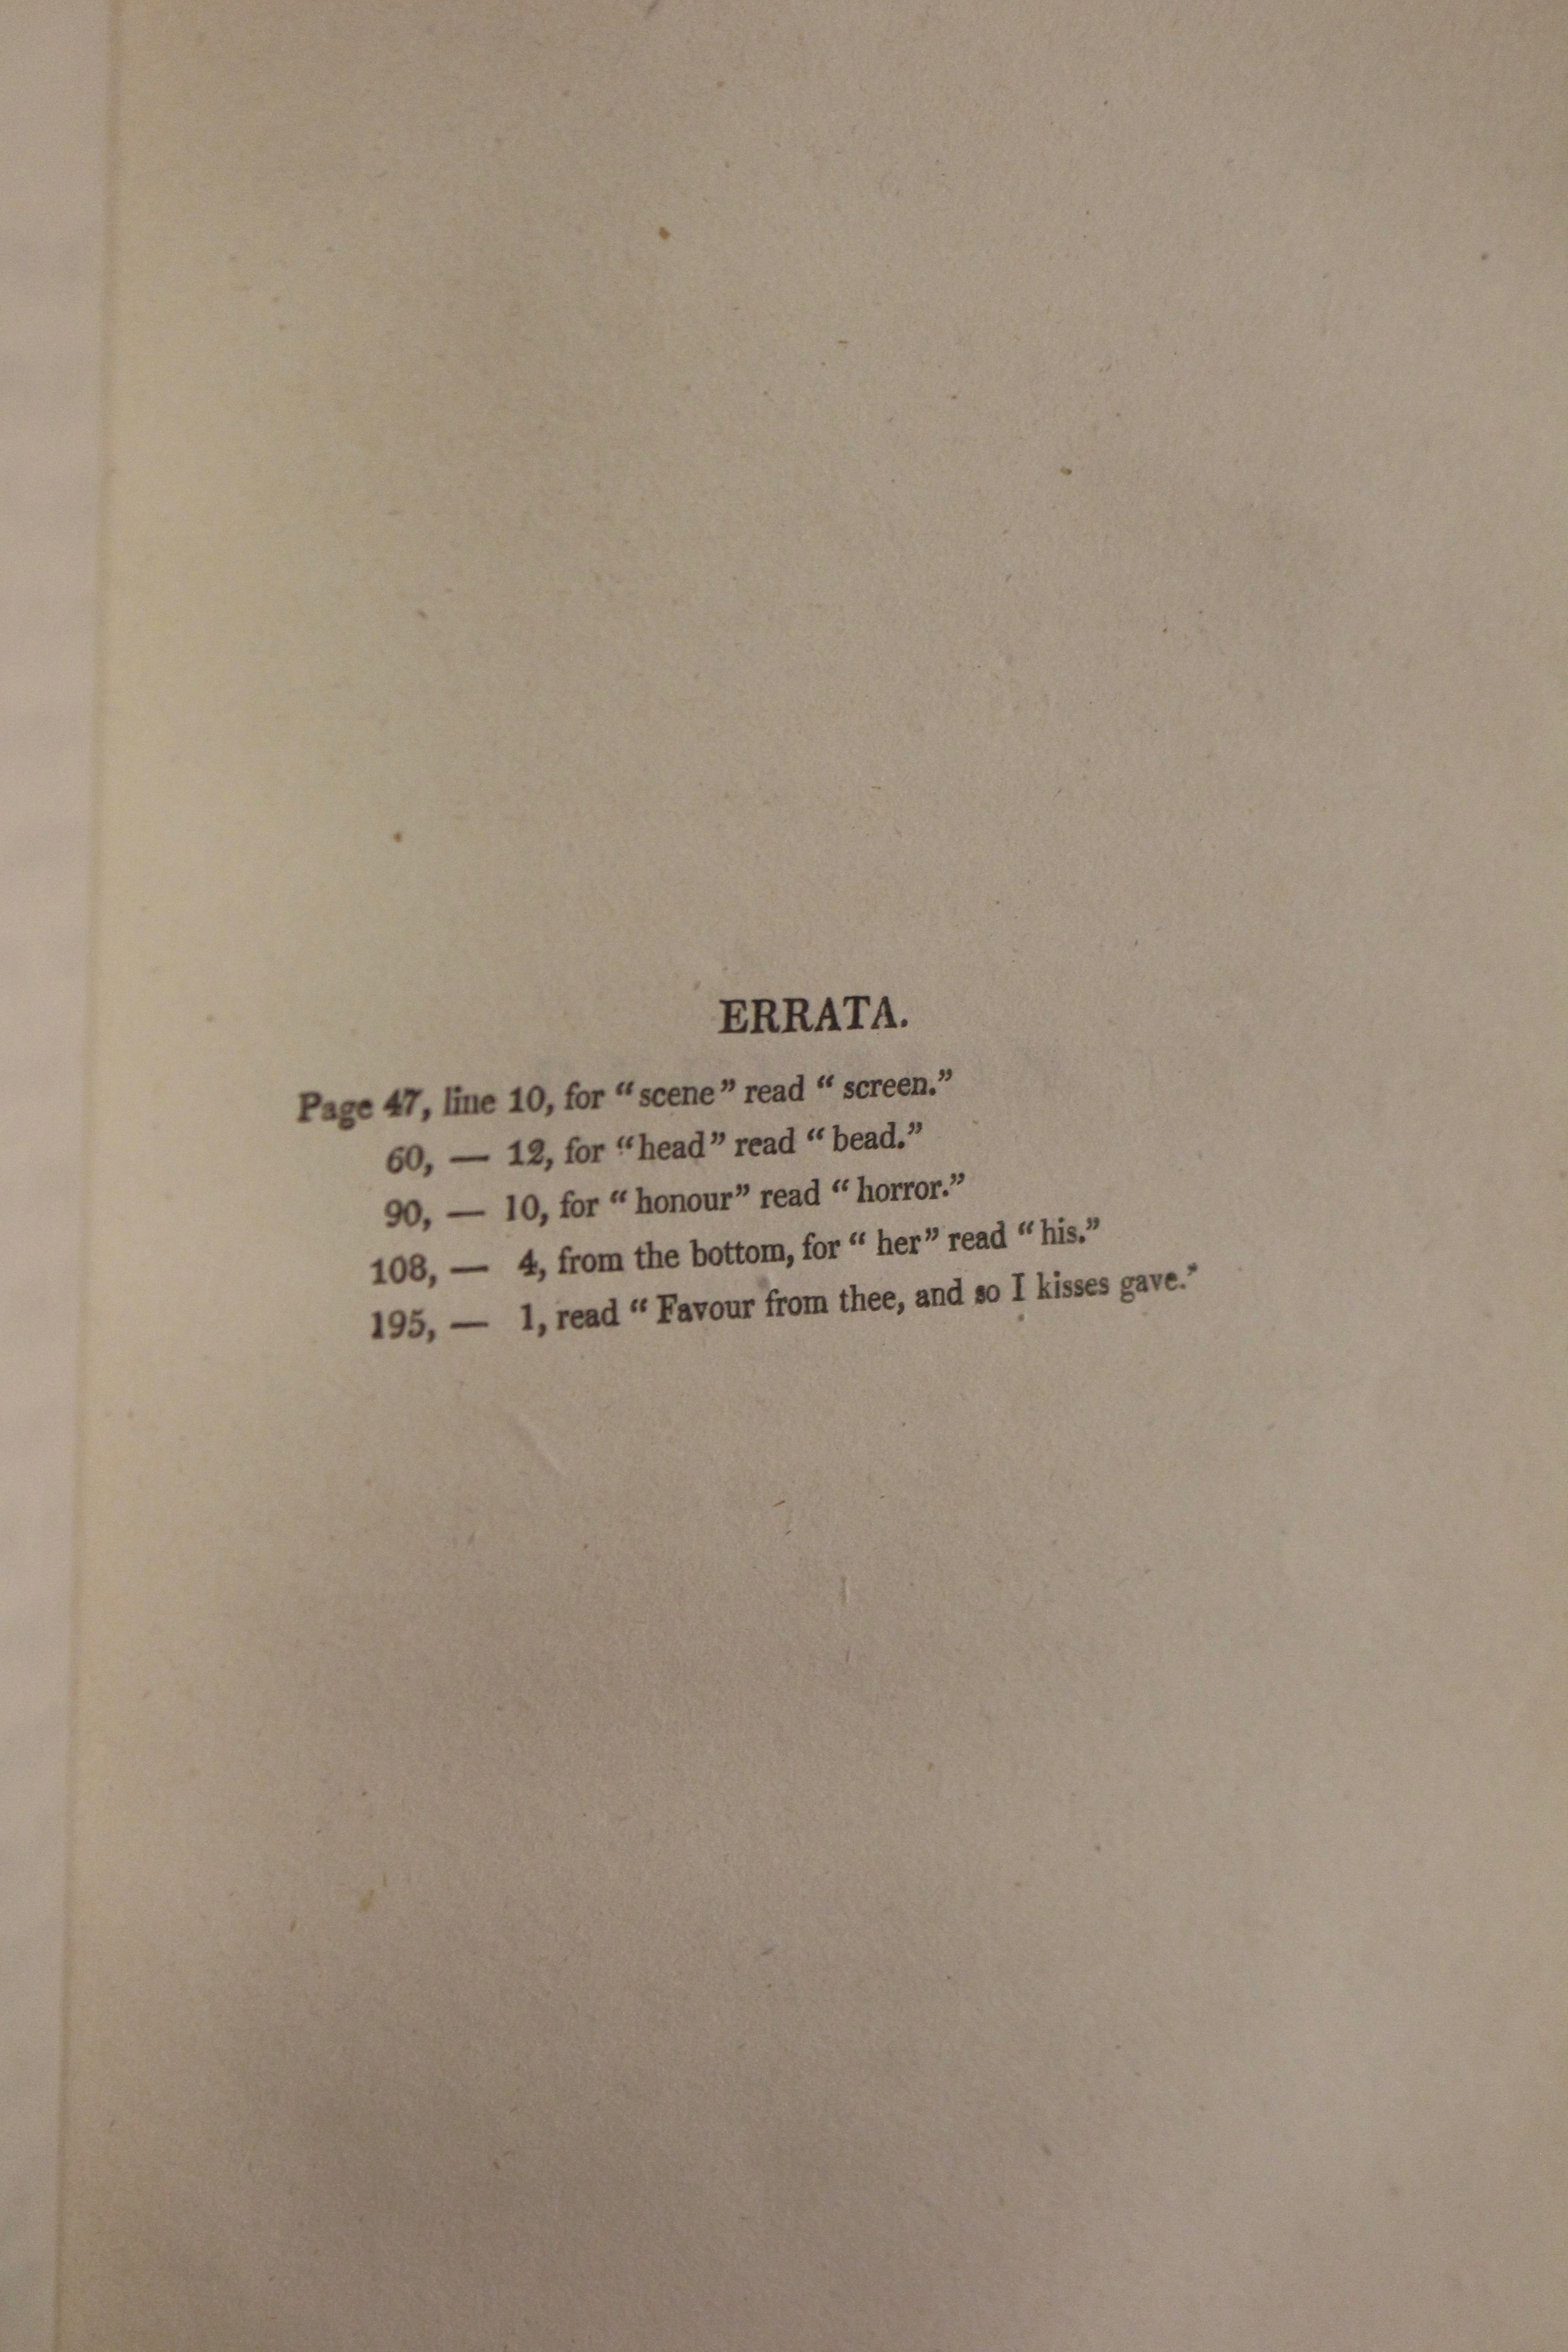 ERRATA.
Page 47, line 10, for “scene” read “ screen.”
60, — 12, for “head” read “ bead.”
90, — 10, for “ honour” read “ horror.”
108, — 4, from the bottom, for “ her” read “ his.”
195, — 1, read “ Favour from thee, and so I kisses gave.”